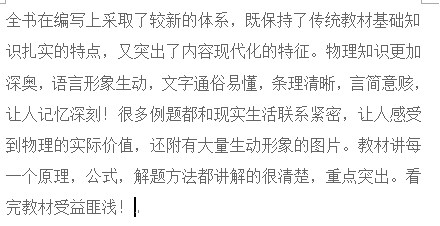 全书在编写上采取了较新的体系，既保持了传统教材基础知
识扎实的特点，又突出了内容现代化的特征。物理知识更加
深奥，语言形象生动，文字通俗易懂，条理清晰，言简意赅，
让人记忆深刻！很多例题都和现实生活联系紧密，让人感受
到物理的实际价值，还附有大量生动形象的图片。教材讲每
一个原理，公式，解题方法都讲解的很清楚，重点突出。看
完教材受益匪浅！